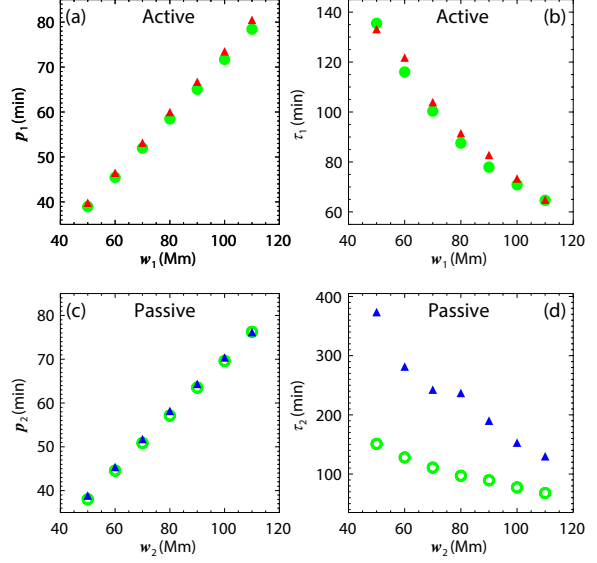 (a) Active
80
70
60
50
40
p₁ (min)
40 60 80 100 120
w₁ (Mm)
(b) Active
140
120
100
80
60
τ₁ (min)
40 60 80 100 120
w₁ (Mm)
(c) Passive
80
70
60
50
40
p₂ (min)
40 60 80 100 120
w₂ (Mm)
(d) Passive
400
300
200
100
τ₂ (min)
40 60 80 100 120
w₂ (Mm)